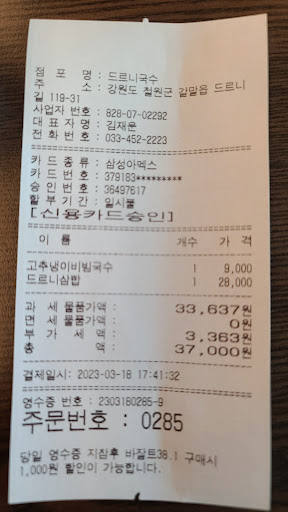 점 포 명 : 드르니국수
주 소 : 강원도 철원군 갈말읍 드르니
길 119-31
사업자 번호 : 828-07-02292
대 표 자 명 : 김재운
전 화 번 호 : 033-452-2223
카 드 종 류 : 삼성아멕스
카 드 번 호 : 379183*********
승 인 번 호 : 36497617
할 부 기 간 : 일시불
[신용카드승인]
이 름 개수 가 격
고추냉이비빔국수 1 9,000
드르니삼합 1 28,000
과 세 물품가액 : 33,637원
면 세 물품가액 : 0원
부 가 세 : 3,363원
총 액 : 37,000원
결제일시: 2023-03-18 17:41:32
영수증 번호 : 2303180285-9
주문번호 : 0285
당일 영수증 지참후 바잘트38.1 구매시
1,000원 할인이 가능합니다.